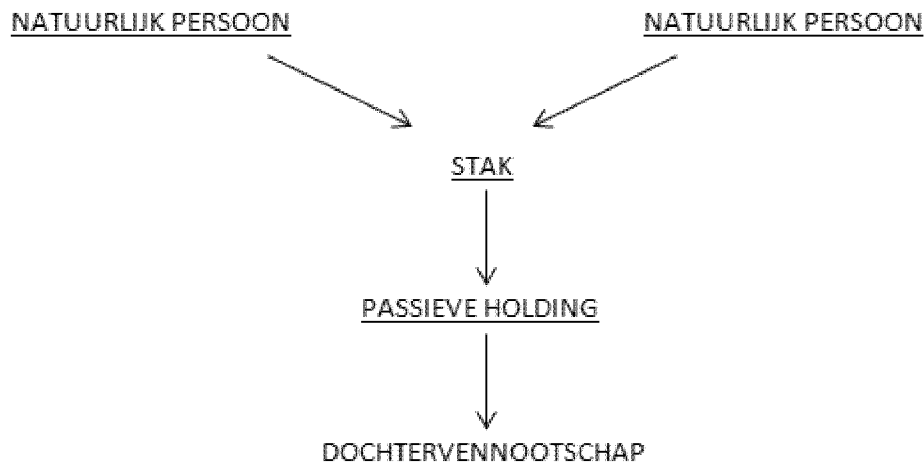 NATUURLIJK PERSOON NATUURLIJK PERSOON
STAK
PASSIEVE HOLDING
DOCHTERVENNOOTSCHAP